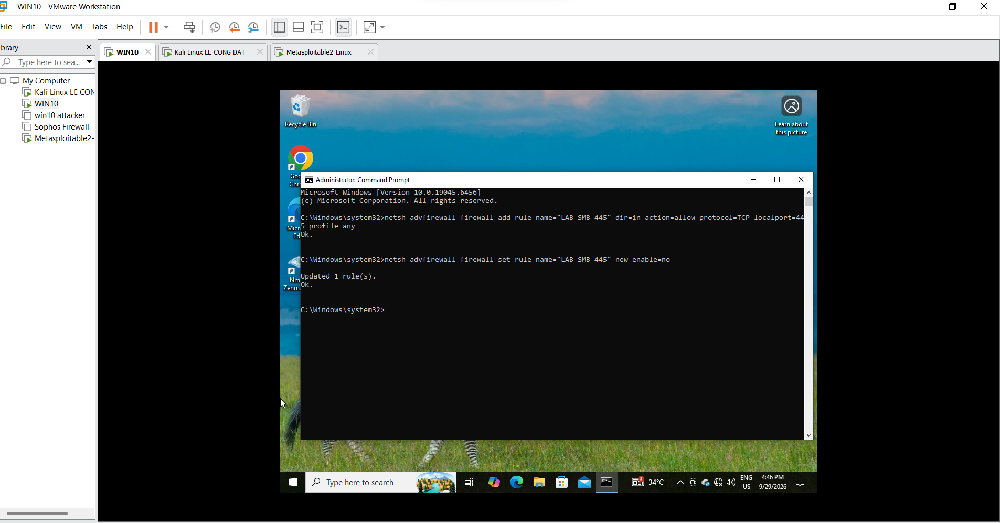 WIN10 - VMware Workstation
File Edit View VM Tabs Help
brary
Type here to sea...
My Computer
Kali Linux LE CON
WIN10
win10 attacker
Sophos Firewall
Metasploitable2-
WIN10
Kali Linux LE CONG DAT
Metasploitable2-Linux
Recycle Bin
Learn about
this picture
Goo
Chr
Micr
Ed
Nm
Zenm
Administrator: Command Prompt
Microsoft Windows [Version 10.0.19045.6456]
(c) Microsoft Corporation. All rights reserved.
C:\Windows\system32>netsh advfirewall firewall add rule name="LAB_SMB_445" dir=in action=allow protocol=TCP localport=44
5 profile=any
Ok.
C:\Windows\system32>netsh advfirewall firewall set rule name="LAB_SMB_445" new enable=no
Updated 1 rule(s).
Ok.
C:\Windows\system32>
Type here to search
3
34°C
ENG
US
4:46 PM
9/29/2026